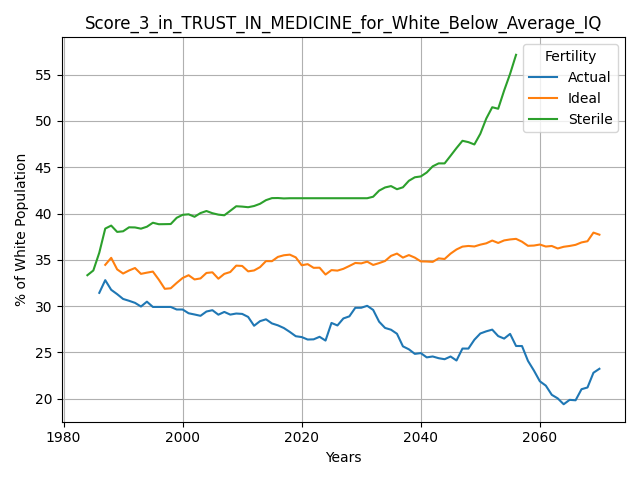 Score_3_in_TRUST_IN_MEDICINE_for_White_Below_Average_IQ
Fertility
Actual
Ideal
Sterile
% of White Population
55
50
45
40
35
30
25
20
1980
2000
2020
2040
2060
Years